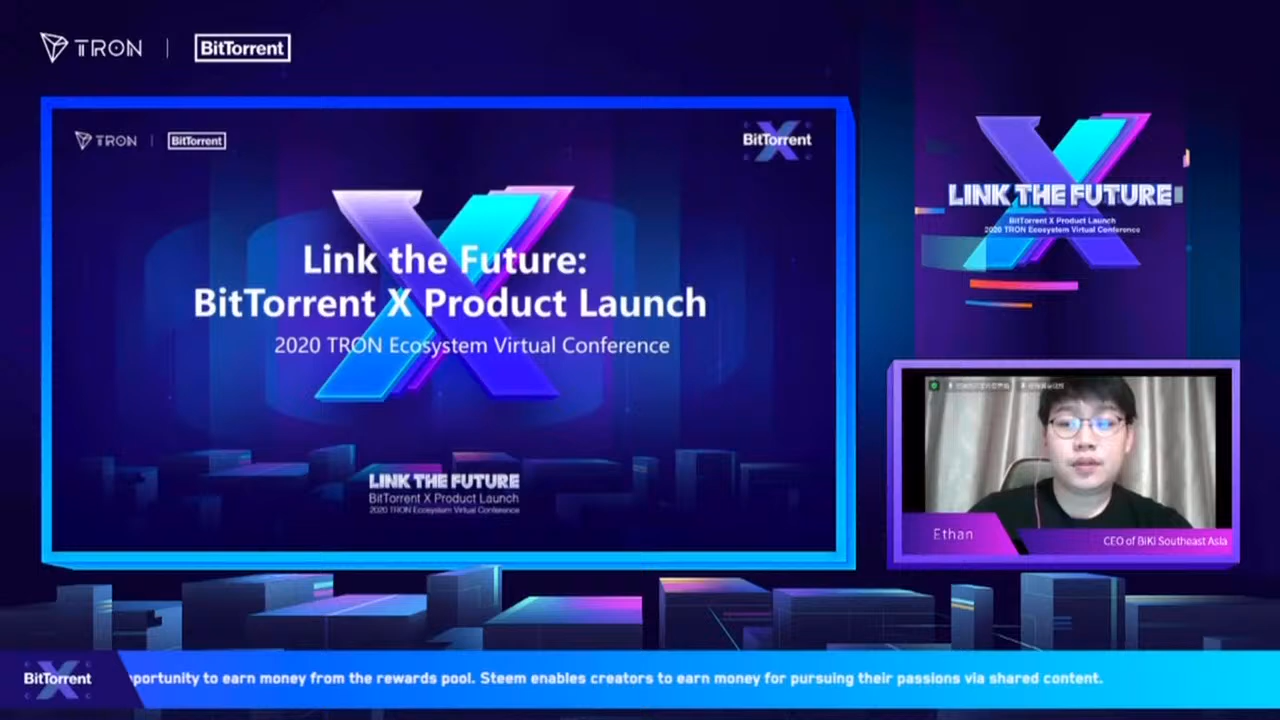 TRON
BitTorrent
TRON
BitTorrent
BitTorrent
X
Link the Future:
BitTorrent X Product Launch
2020 TRON Ecosystem Virtual Conference
LINK THE FUTURE
BitTorrent X Product Launch
2020 TRON Ecosystem Virtual Conference
X
LINK THE FUTURE
BitTorrent X Product Launch
2020 TRON Ecosystem Virtual Conference
Ethan
CEO of BiKi Southeast Asia
BitTorrent
X
portunity to earn money from the rewards pool. Steem enables creators to earn money for pursuing their passions via shared content.